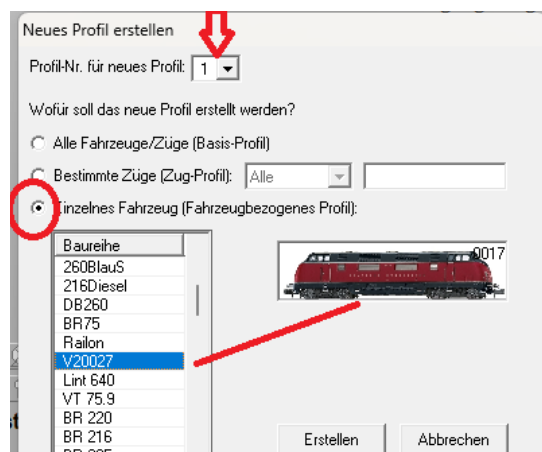 Neues Profil erstellen
Profil-Nr. für neues Profil: 1
Wofür soll das neue Profil erstellt werden?
Alle Fahrzeuge/Züge (Basis-Profil)
Bestimmte Züge (Zug-Profil): Alle
Einzelnes Fahrzeug (Fahrzeugbezogenes Profil):
Baureihe
0017
260BlauS
216Diesel
DB260
BR75
Railon
V20027
Lint 640
VT 75.9
BR 220
BR 216
Erstellen Abbrechen